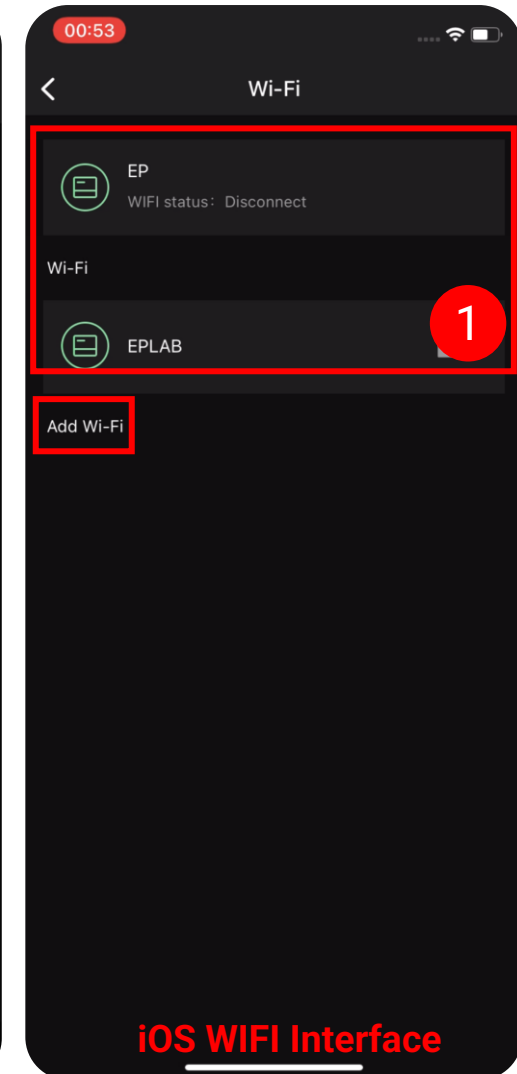 00:53
Wi-Fi
EP
WIFI status: Disconnect
Wi-Fi
1
EPLAB
Add Wi-Fi
iOS WIFI Interface